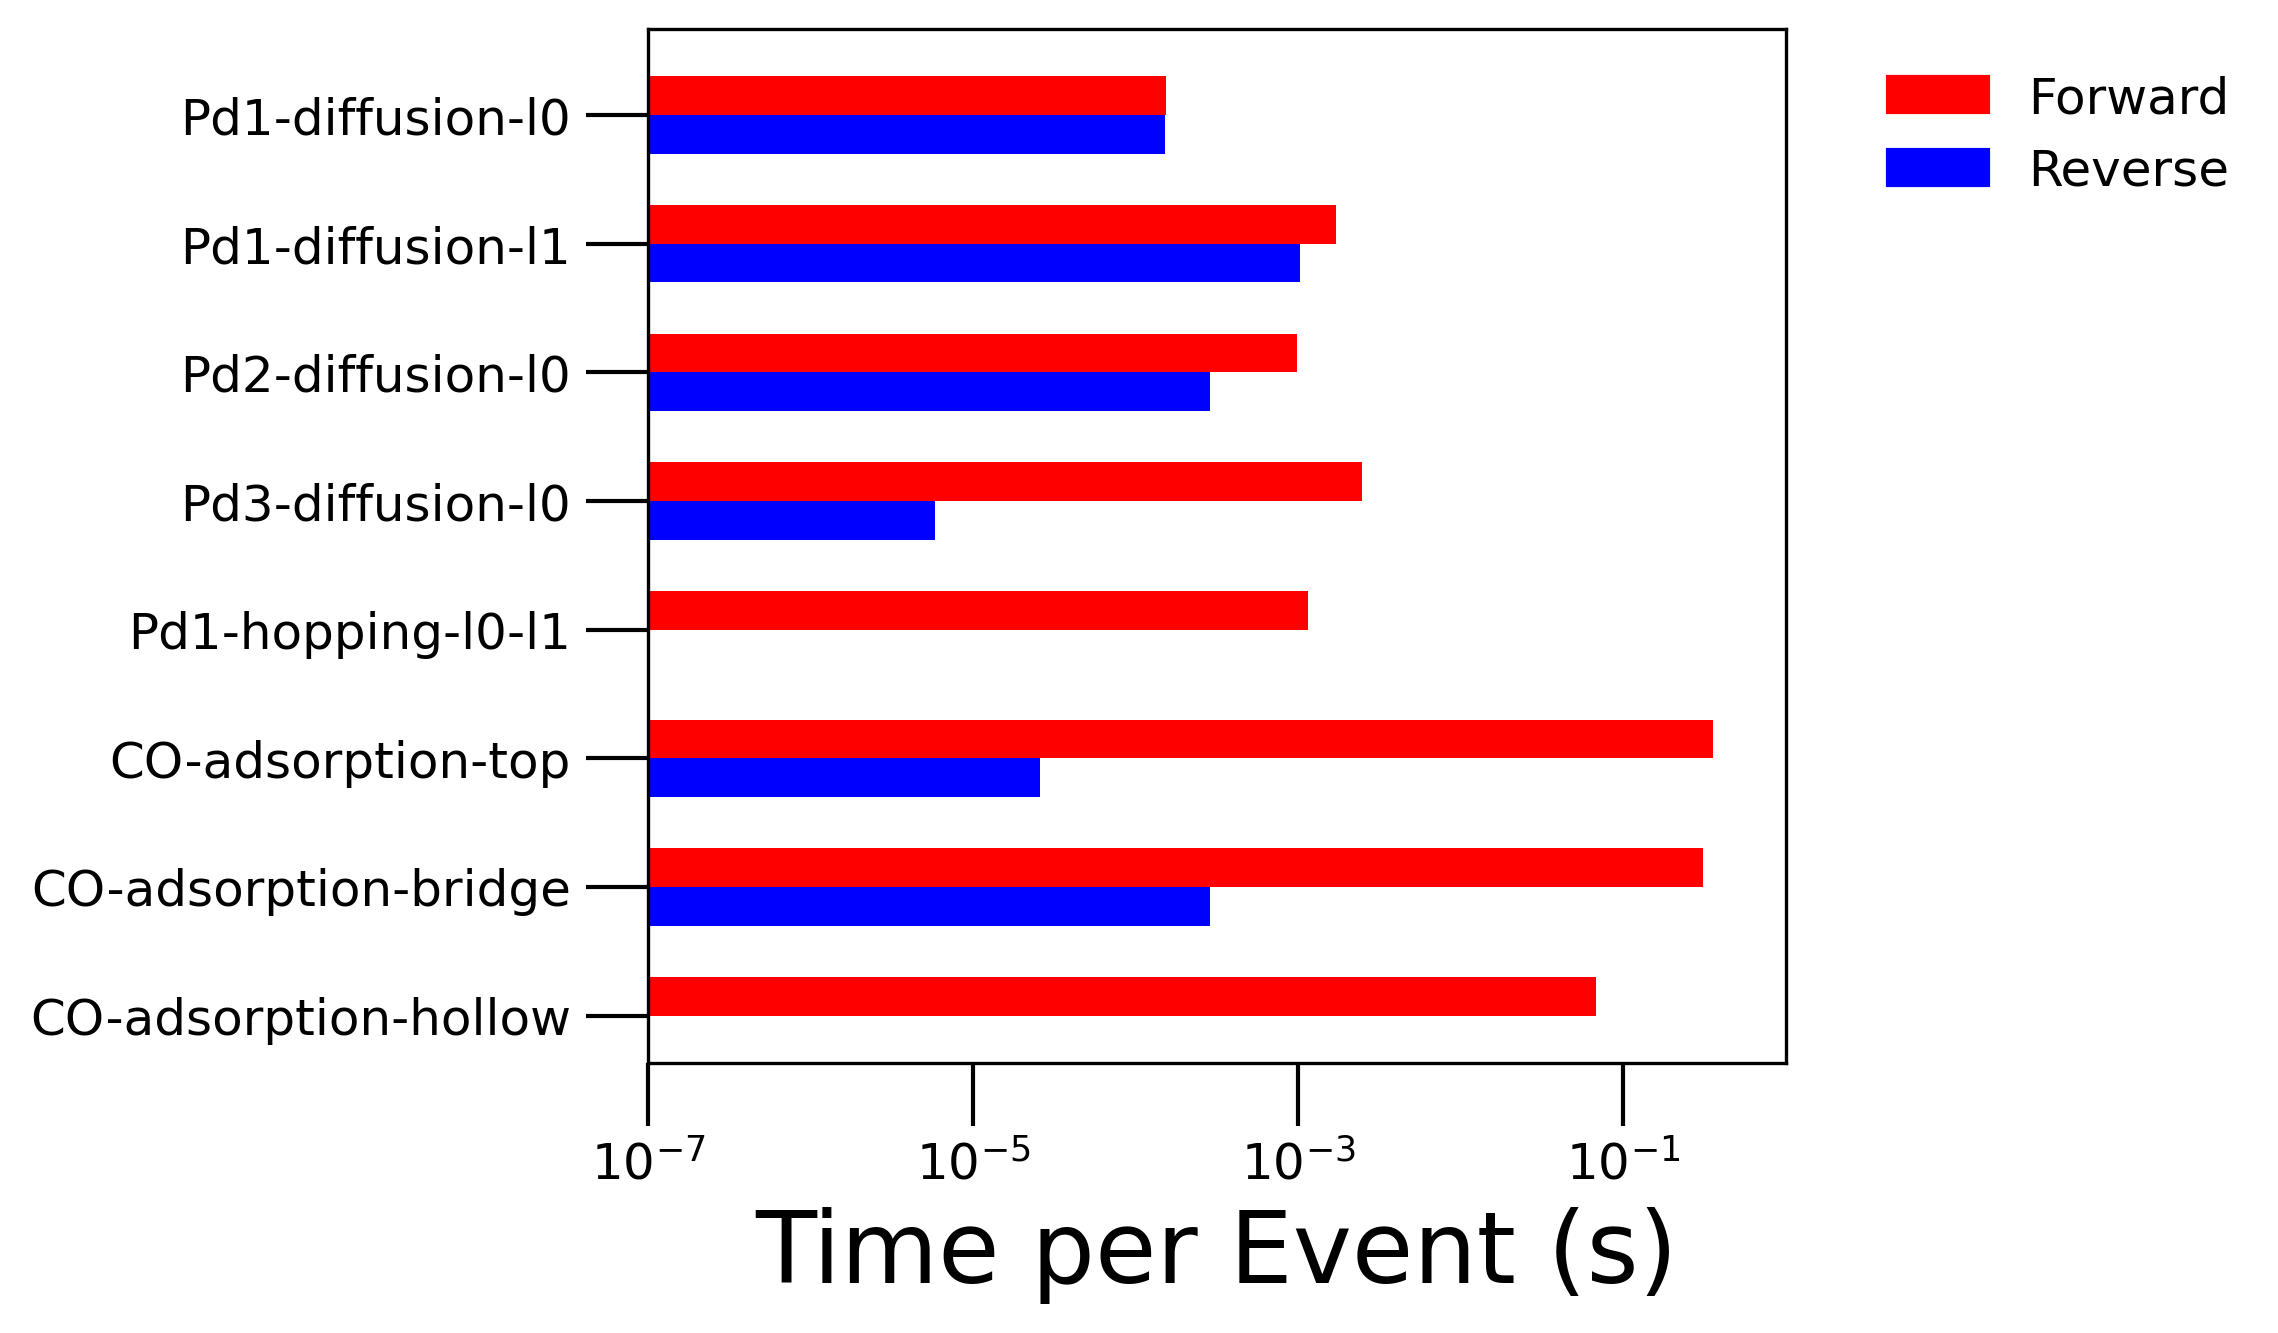 Pd1-diffusion-l0
Pd1-diffusion-l1
Pd2-diffusion-l0
Pd3-diffusion-l0
Pd1-hopping-l0-l1
CO-adsorption-top
CO-adsorption-bridge
CO-adsorption-hollow
10⁻⁷ 10⁻⁵ 10⁻³ 10⁻¹
Time per Event (s)
Forward
Reverse